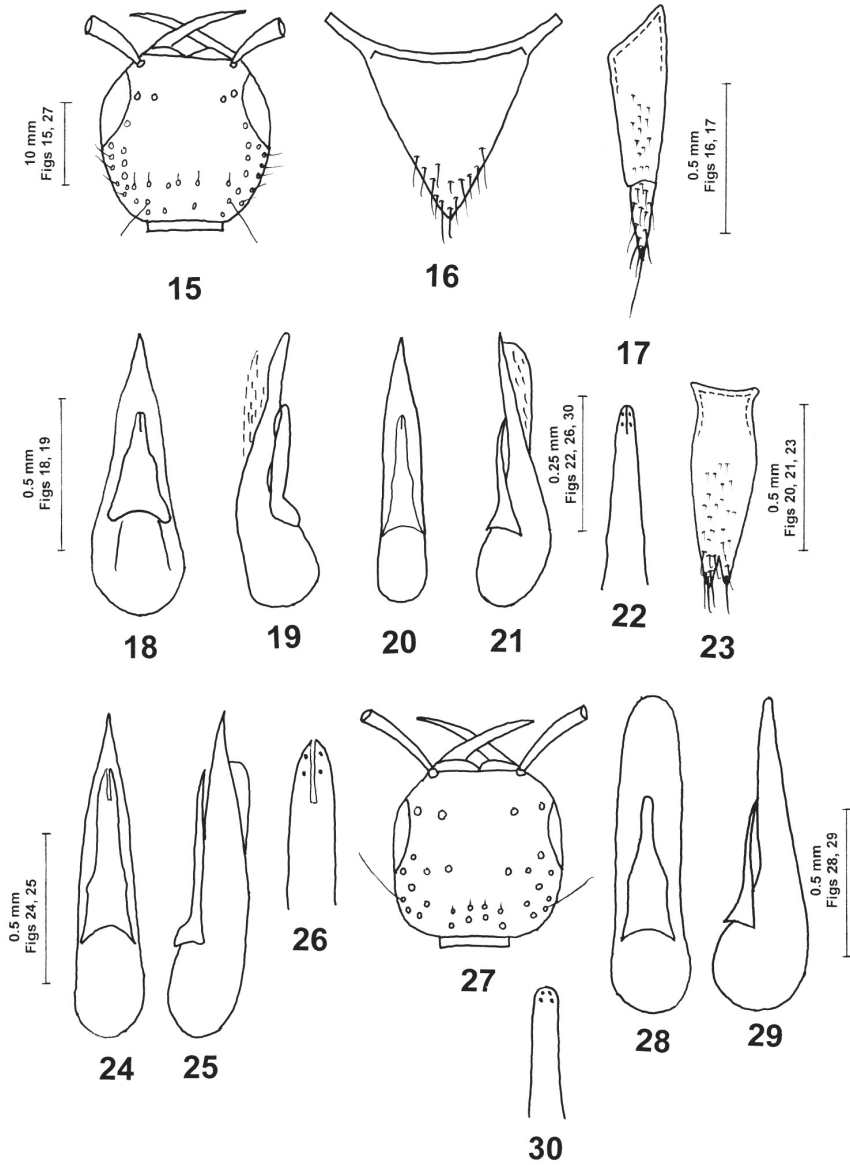 10 mm
Figs 15, 27
15
16
0.5 mm
Figs 16, 17
17
0.5 mm
Figs 18, 19
18
19
20
21
0.25 mm
Figs 22, 26, 30
22
23
0.5 mm
Figs 20, 21, 23
0.5 mm
Figs 24, 25
24
25
26
27
28
29
0.5 mm
Figs 28, 29
30